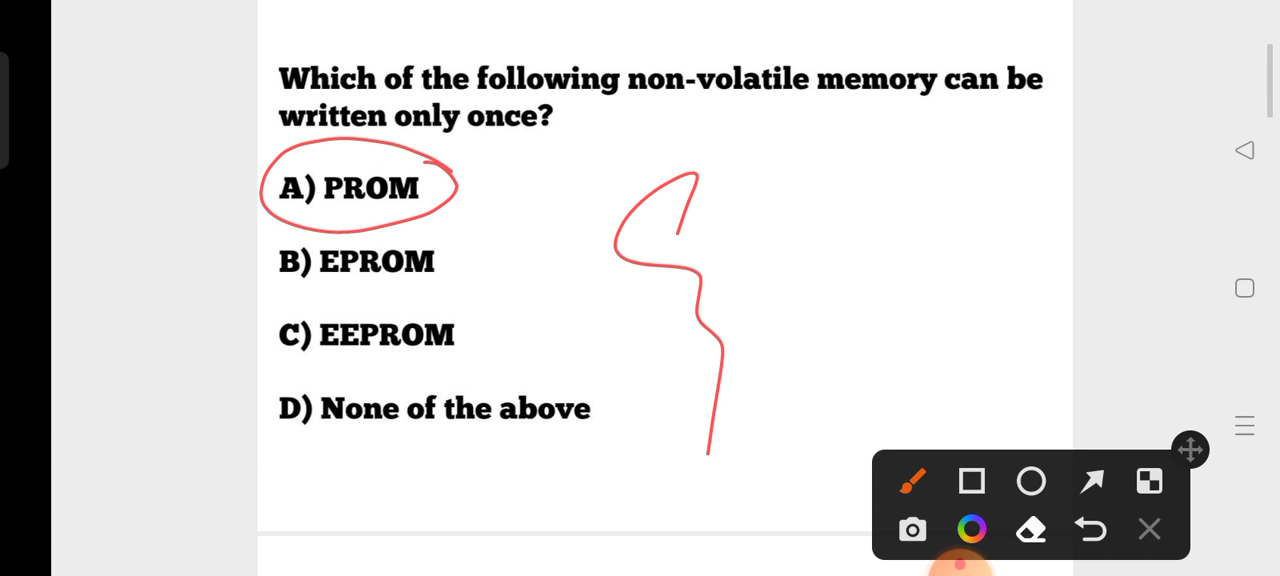 Which of the following non-volatile memory can be
written only once?
A) PROM
B) EPROM
C) EEPROM
D) None of the above